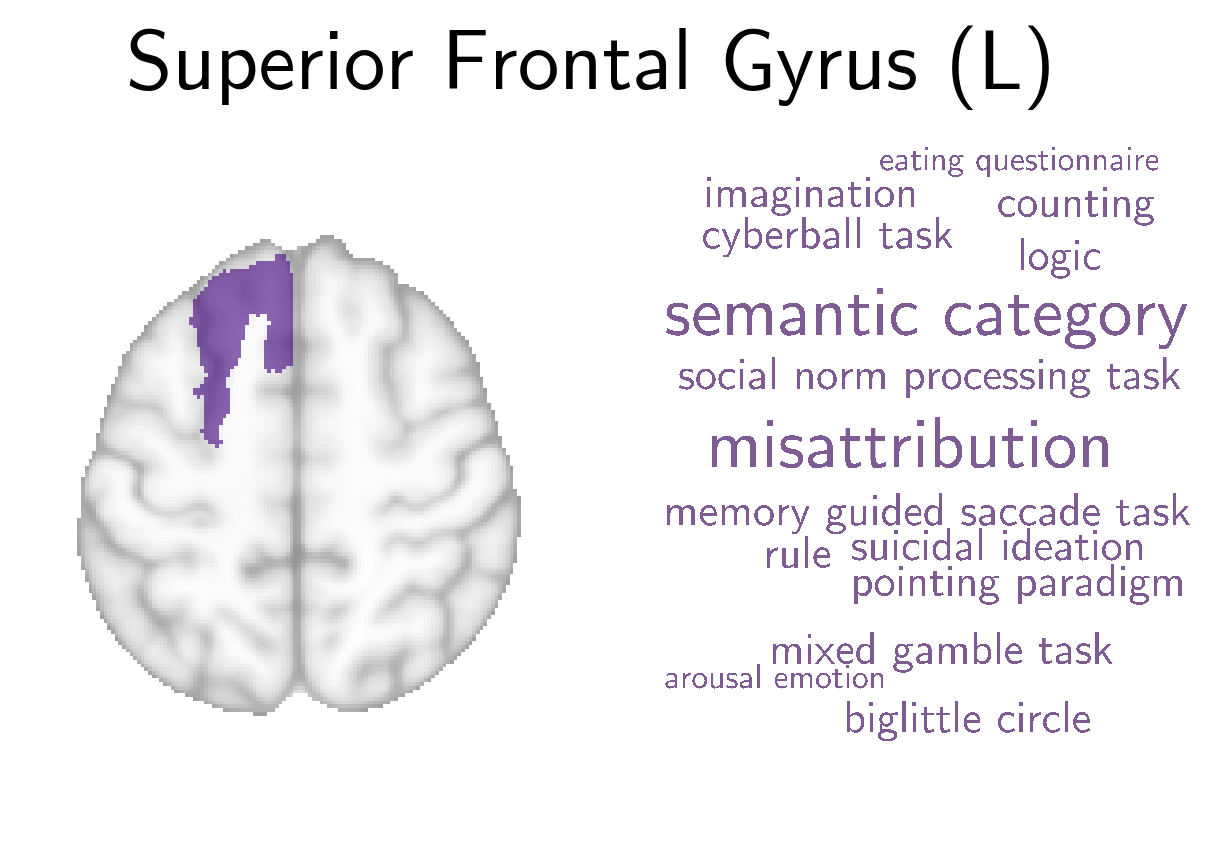 Superior Frontal Gyrus (L)
eating questionnaire
imagination
counting
cyberball task
logic
semantic category
social norm processing task
misattribution
memory guided saccade task
rule
suicidal ideation
pointing paradigm
mixed gamble task
arousal emotion
biglittle circle